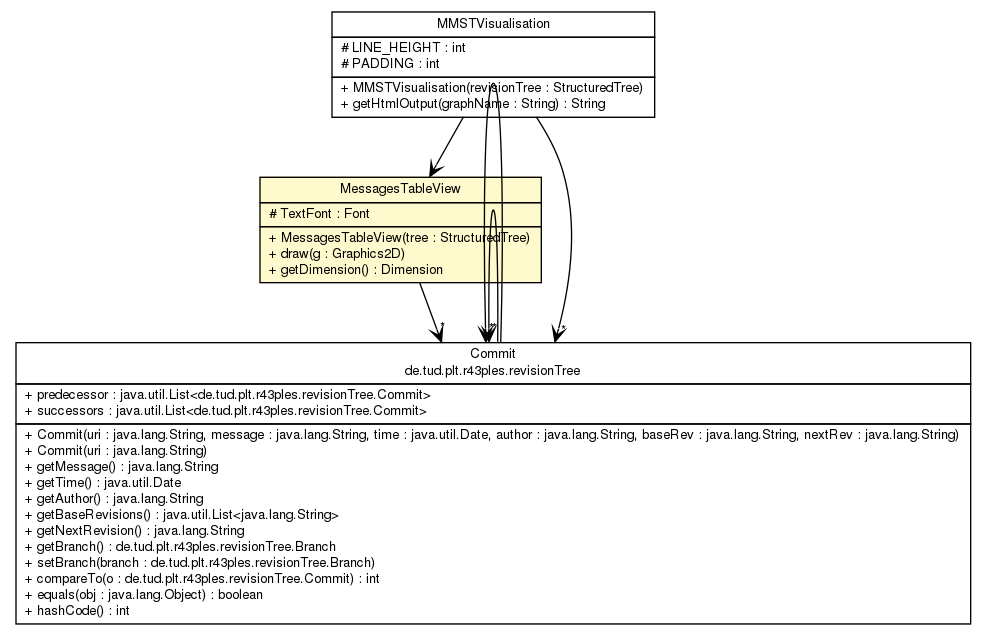 MMSTVisualisation
# LINE_HEIGHT : int
# PADDING : int
+ MMSTVisualisation(revisionTree : StructuredTree)
+ getHtmlOutput(graphName : String) : String
MessagesTableView
# TextFont : Font
+ MessagesTableView(tree : StructuredTree)
+ draw(g : Graphics2D)
+ getDimension() : Dimension
* * * *
Commit
de.tud.plt.r43ples.revisionTree
+ predecessor : java.util.List<de.tud.plt.r43ples.revisionTree.Commit>
+ successors : java.util.List<de.tud.plt.r43ples.revisionTree.Commit>
+ Commit(uri : java.lang.String, message : java.lang.String, time : java.util.Date, author : java.lang.String, baseRev : java.lang.String, nextRev : java.lang.String)
+ Commit(uri : java.lang.String)
+ getMessage() : java.lang.String
+ getTime() : java.util.Date
+ getAuthor() : java.lang.String
+ getBaseRevisions() : java.util.List<java.lang.String>
+ getNextRevision() : java.lang.String
+ getBranch() : de.tud.plt.r43ples.revisionTree.Branch
+ setBranch(branch : de.tud.plt.r43ples.revisionTree.Branch)
+ compareTo(o : de.tud.plt.r43ples.revisionTree.Commit) : int
+ equals(obj : java.lang.Object) : boolean
+ hashCode() : int